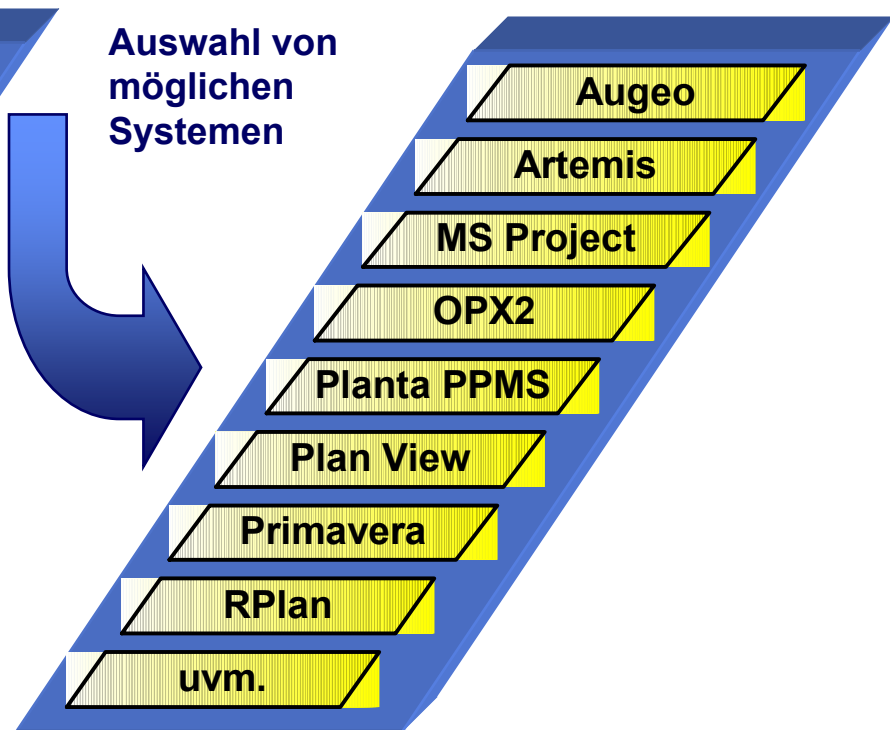 Auswahl von
möglichen
Systemen
Augeo
Artemis
MS Project
OPX2
Planta PPMS
Plan View
Primavera
RPlan
uvm.